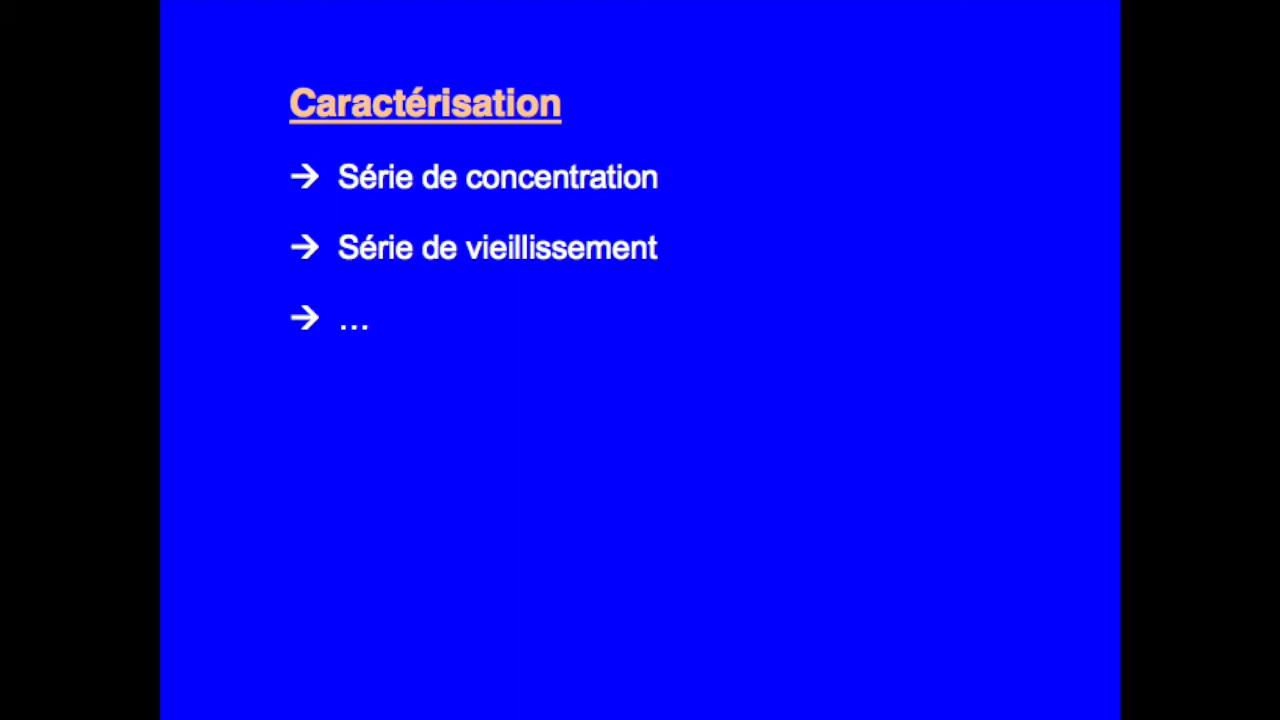 Caractérisation
→ Série de concentration
→ Série de vieillissement
→ …